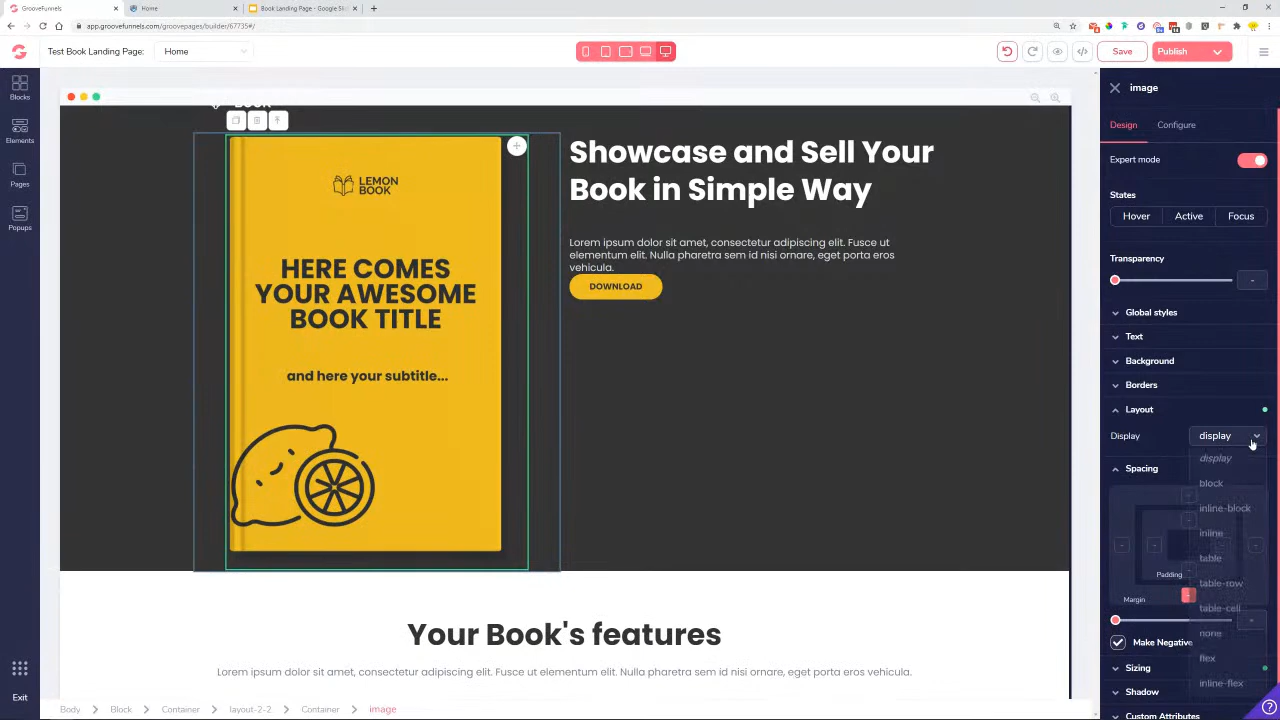 GrooveFunnels
Home
Book Landing Page - Google Sli
app.groovefunnels.com/groovepages/builder/67735#/
Test Book Landing Page:
Home
Save
Publish
Blocks
Elements
Pages
Popups
Exit
BOOK
LEMON
BOOK
HERE COMES
YOUR AWESOME
BOOK TITLE
and here your subtitle...
Showcase and Sell Your
Book in Simple Way
Lorem ipsum dolor sit amet, consectetur adipiscing elit. Fusce ut
elementum elit. Nulla pharetra sem id nisi ornare, eget porta eros
vehicula.
DOWNLOAD
Your Book's features
Lorem ipsum dolor sit amet, consectetur adipiscing elit. Fusce ut elementum elit. Nulla pharetra sem id nisi ornare, eget porta eros vehicula.
Body > Block > Container > layout-2-2 > Container > image
image
Design
Configure
Expert mode
States
Hover
Active
Focus
Transparency
Global styles
Text
Background
Borders
Layout
Display
display
display
block
inline-block
inline
table
table-row
table-cell
none
flex
inline-flex
Spacing
Padding
Margin
Make Negative
Sizing
Shadow
Custom Attributes